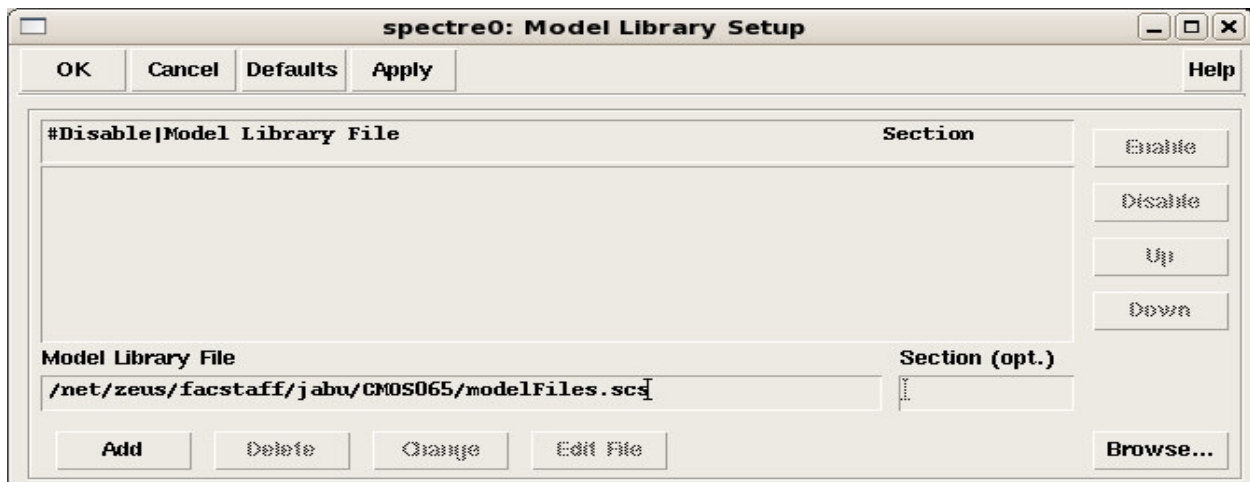 spectre0: Model Library Setup
OK Cancel Defaults Apply Help
#Disable|Model Library File Section
Enable
Disable
Up
Down
Model Library File Section (opt.)
/net/zeus/facstaff/jabu/CMOS065/modelFiles.scs
Add Delete Change Edit File Browse...